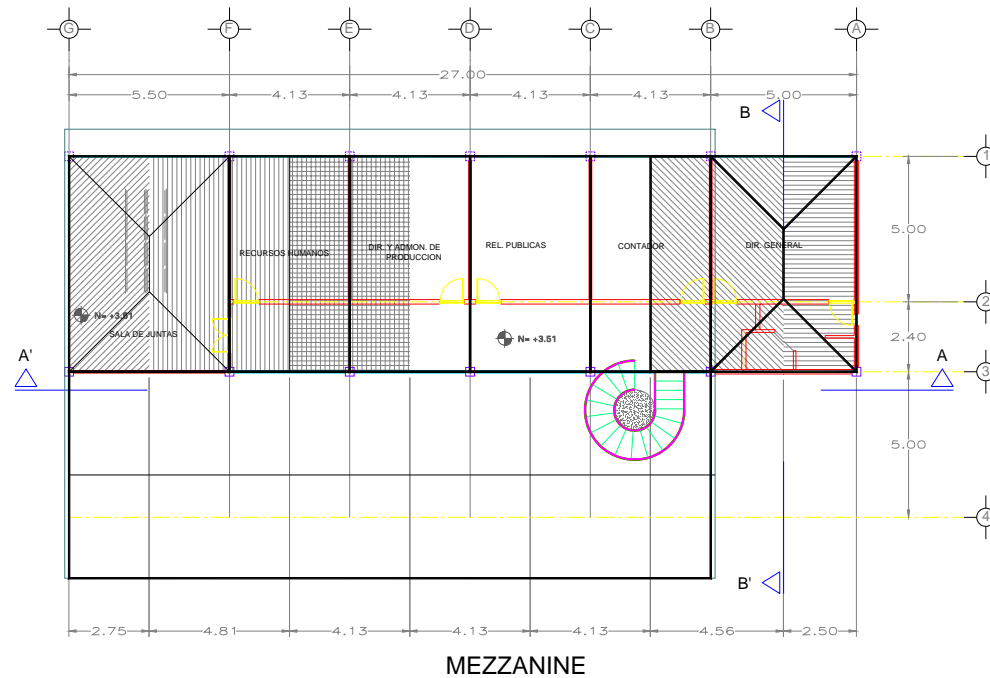 G F E D C B A
27.00
5.50 4.13 4.13 4.13 4.13 5.00
B
1
5.00
RECURSOS HUMANOS
DIR. Y ADMON. DE
PRODUCCION
REL. PUBLICAS
CONTADOR
DIR. GENERAL
2
N= +3.61
SALA DE JUNTAS
N= +3.51
2.40
A'
A
3
5.00
4
B'
2.75 4.81 4.13 4.13 4.13 4.56 2.50
MEZZANINE